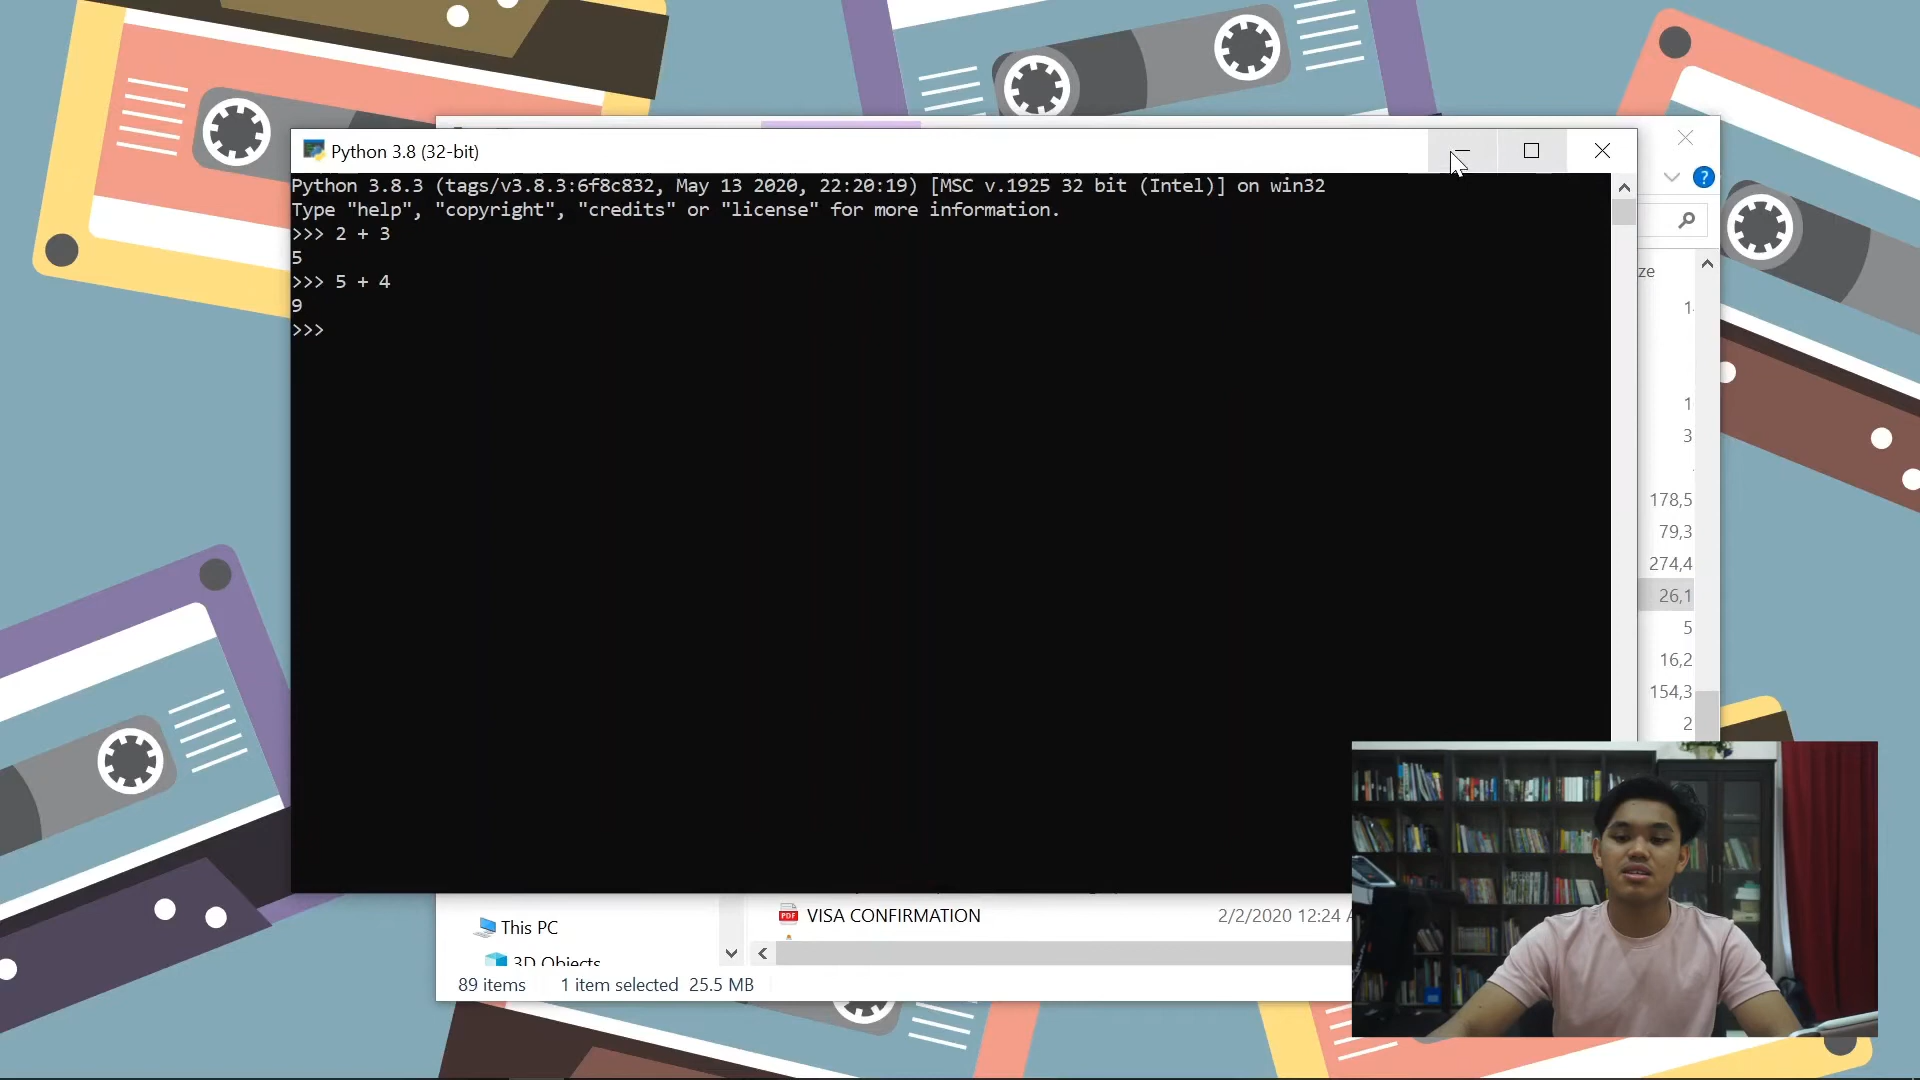 Python 3.8 (32-bit)
Python 3.8.3 (tags/v3.8.3:6f8c832, May 13 2020, 22:20:19) [MSC v.1925 32 bit (Intel)] on win32
Type "help", "copyright", "credits" or "license" for more information.
>>> 2 + 3
5
>>> 5 + 4
9
>>>
?
ze
1
1
3
178,5
79,3
274,4
26,1
5
16,2
154,3
2
PDF VISA CONFIRMATION 2/2/2020 12:24
This PC
3D Objects
89 items 1 item selected 25.5 MB